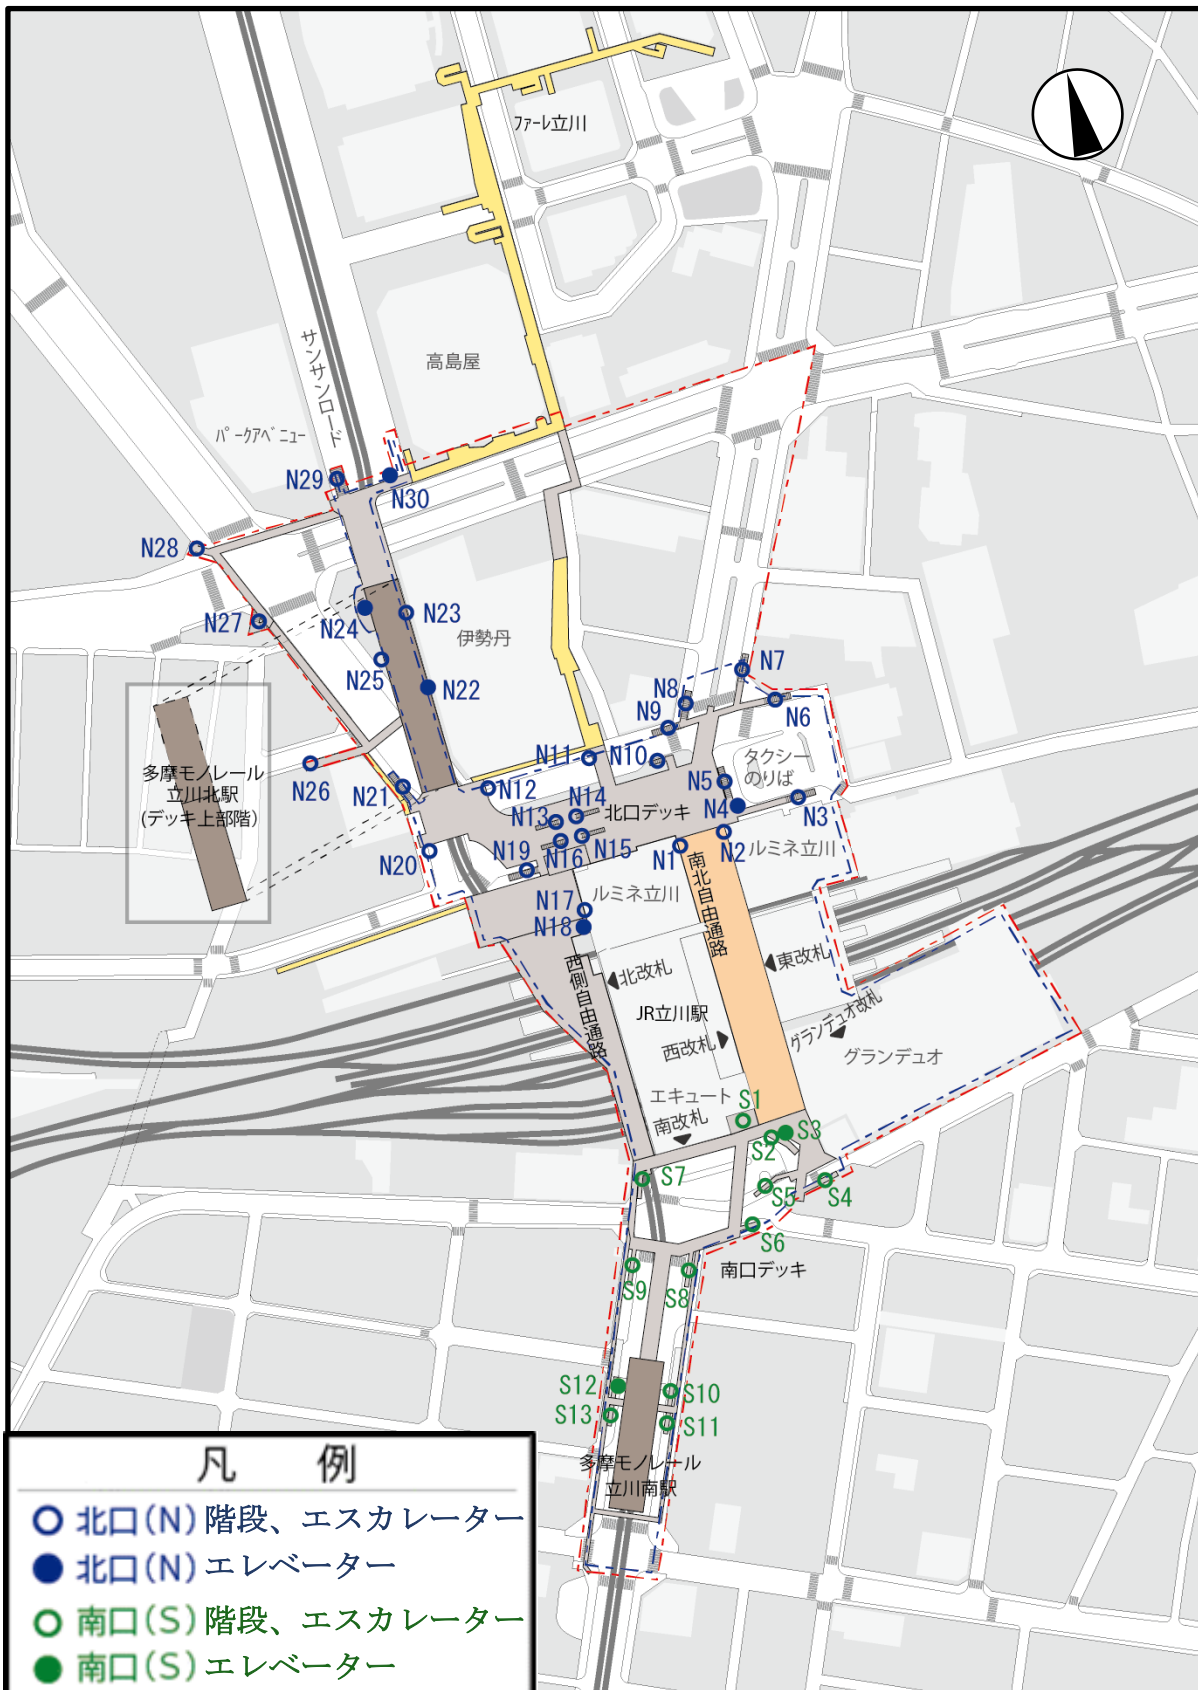 ファーレ立川
高島屋
サンサンロード
パークアベニュー
N29
N30
N28
N27
N24
N23
伊勢丹
N25
N22
N7
N8
N6
N9
N11
N10
タクシー
のりば
N26
N21
N12
N5
N14
北口デッキ
N4
N13
N3
多摩モノレール
立川北駅
(デッキ上部階)
N20
N19
N16
N15
N1
N2
ルミネ立川
ルミネ立川
N17
N18
南北自由通路
西側自由通路
北改札
東改札
JR立川駅
西改札
グランデュオ改札
グランデュオ
エキュート
南改札
S1
S2
S3
S7
S5
S4
S6
南口デッキ
S9
S8
S12
S10
S13
S11
多摩モノレール
立川南駅
凡 例
北口(N)階段、エスカレーター
北口(N)エレベーター
南口(S)階段、エスカレーター
南口(S)エレベーター